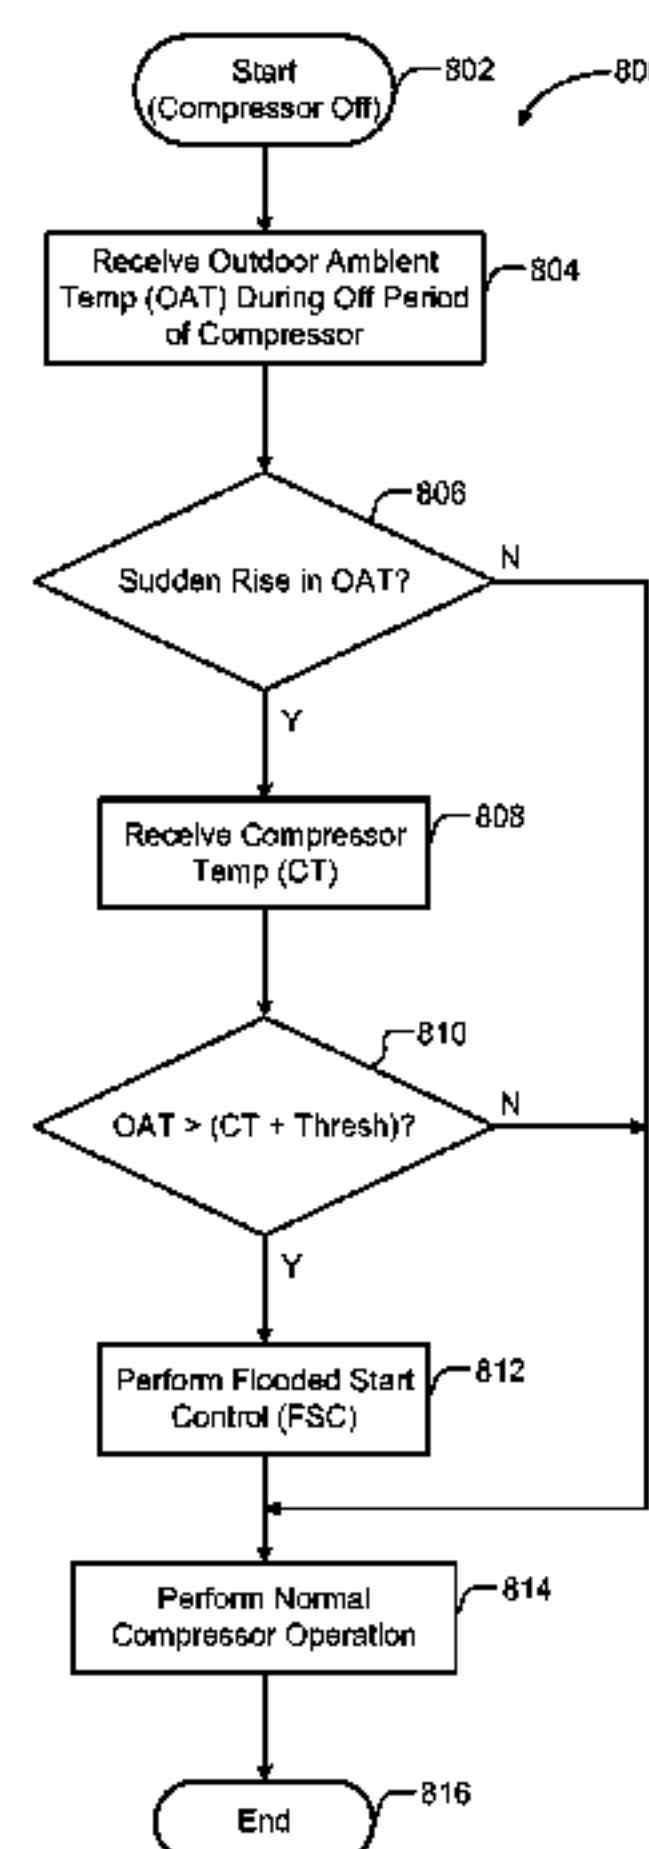 Start
(Compressor Off)
802
Receive Outdoor Ambient
Temp (OAT) During Off Period
of Compressor
804
806
Sudden Rise in OAT?
N
Y
Receive Compressor
Temp (CT)
808
810
OAT > (CT + Thresh)?
N
Y
Perform Flooded Start
Control (FSC)
812
Perform Normal
Compressor Operation
814
End
816